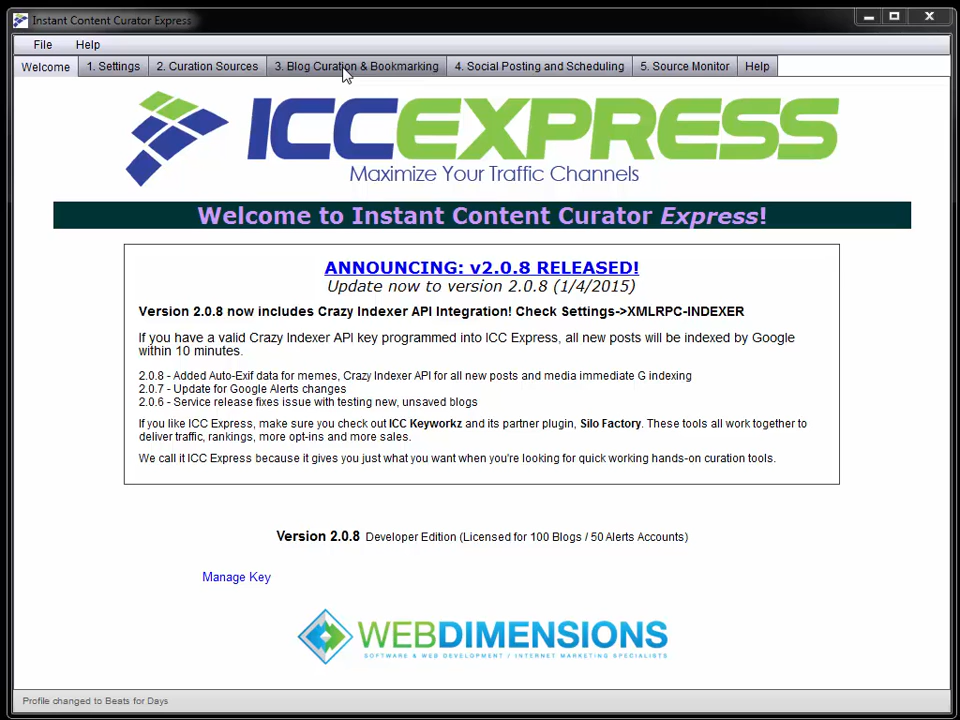 Instant Content Curator Express
File Help
Welcome 1. Settings 2. Curation Sources 3. Blog Curation & Bookmarking 4. Social Posting and Scheduling 5. Source Monitor Help
ICCEXPRESS
Maximize Your Traffic Channels
Welcome to Instant Content Curator Express!
ANNOUNCING: v2.0.8 RELEASED!
Update now to version 2.0.8 (1/4/2015)
Version 2.0.8 now includes Crazy Indexer API Integration! Check Settings->XMLRPC-INDEXER
If you have a valid Crazy Indexer API key programmed into ICC Express, all new posts will be indexed by Google
within 10 minutes.
2.0.8 - Added Auto-Exif data for memes, Crazy Indexer API for all new posts and media immediate G indexing
2.0.7 - Update for Google Alerts changes
2.0.6 - Service release fixes issue with testing new, unsaved blogs
If you like ICC Express, make sure you check out ICC Keyworkz and its partner plugin, Silo Factory. These tools all work together to
deliver traffic, rankings, more opt-ins and more sales.
We call it ICC Express because it gives you just what you want when you're looking for quick working hands-on curation tools.
Version 2.0.8 Developer Edition (Licensed for 100 Blogs / 50 Alerts Accounts)
Manage Key
WEBDIMENSIONS
SOFTWARE & WEB DEVELOPMENT / INTERNET MARKETING SPECIALISTS
Profile changed to Beats for Days